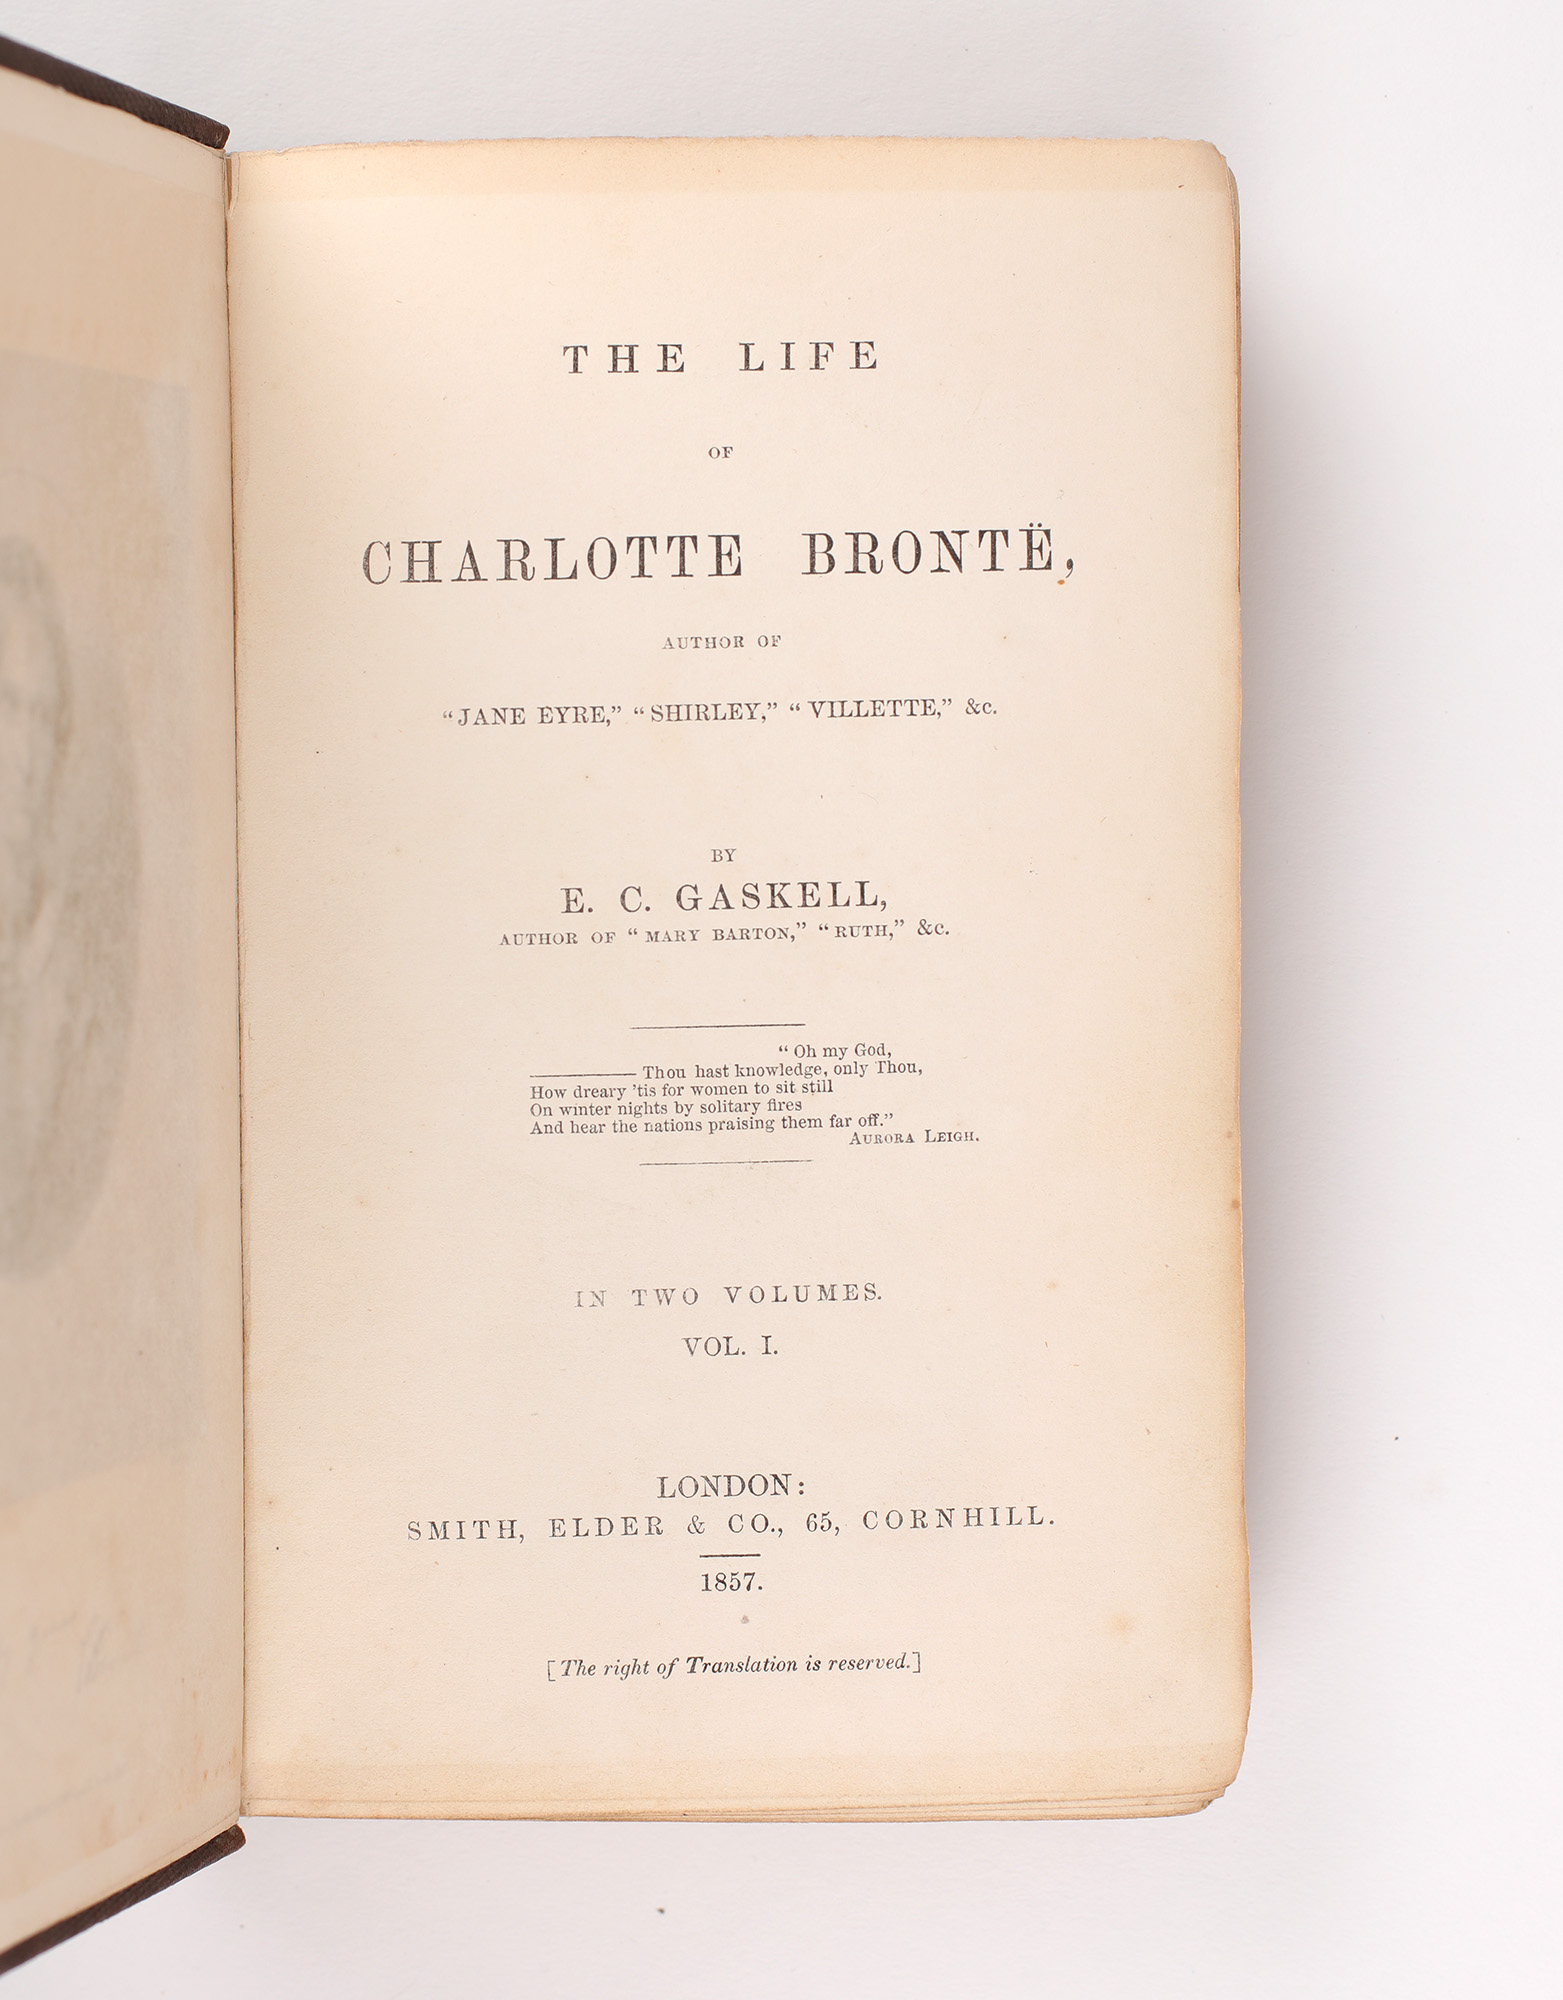 THE LIFE
OF
CHARLOTTE BRONTË,
AUTHOR OF
“JANE EYRE,” “SHIRLEY,” “VILLETTE,” &c.
BY
E. C. GASKELL,
AUTHOR OF “MARY BARTON,” “RUTH,” &c.
“Oh my God,
——— Thou hast knowledge, only Thou,
How dreary ’tis for women to sit still
On winter nights by solitary fires
And hear the nations praising them far off.”
AURORA LEIGH.
IN TWO VOLUMES.
VOL. I.
LONDON:
SMITH, ELDER & CO., 65, CORNHILL.
1857.
[The right of Translation is reserved.]